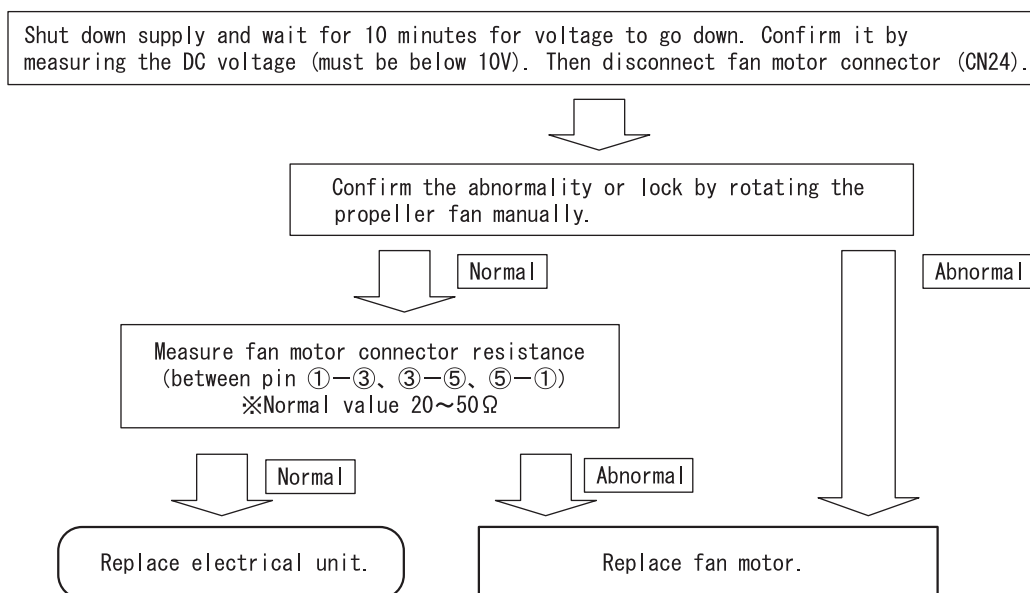 Shut down supply and wait for 10 minutes for voltage to go down. Confirm it by
measuring the DC voltage (must be below 10V). Then disconnect fan motor connector (CN24).
Confirm the abnormality or lock by rotating the
propeller fan manually.
Normal
Abnormal
Measure fan motor connector resistance
(between pin ①－③、③－⑤、⑤－①)
※Normal value 20～50Ω
Normal
Abnormal
Replace electrical unit.
Replace fan motor.